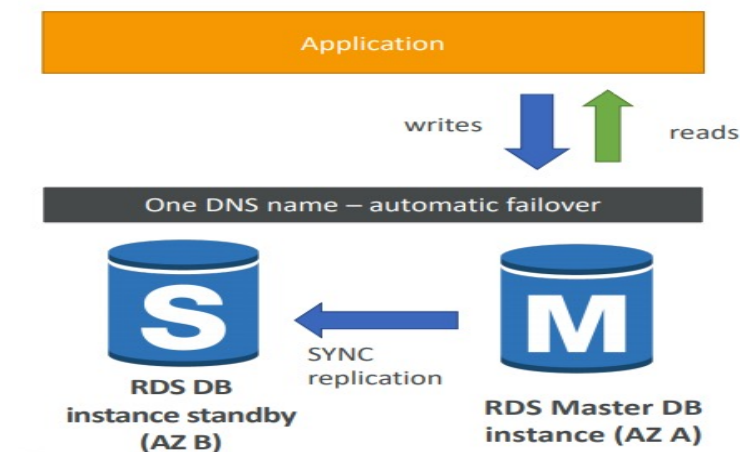 Application
writes
reads
One DNS name – automatic failover
S
M
SYNC
replication
RDS DB
instance standby
(AZ B)
RDS Master DB
instance (AZ A)